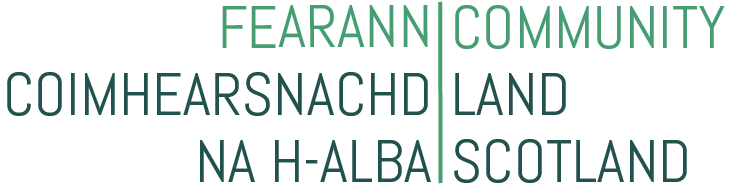 FEARANN
COIMHEARSNACHD
NA H-ALBA
COMMUNITY
LAND
SCOTLAND